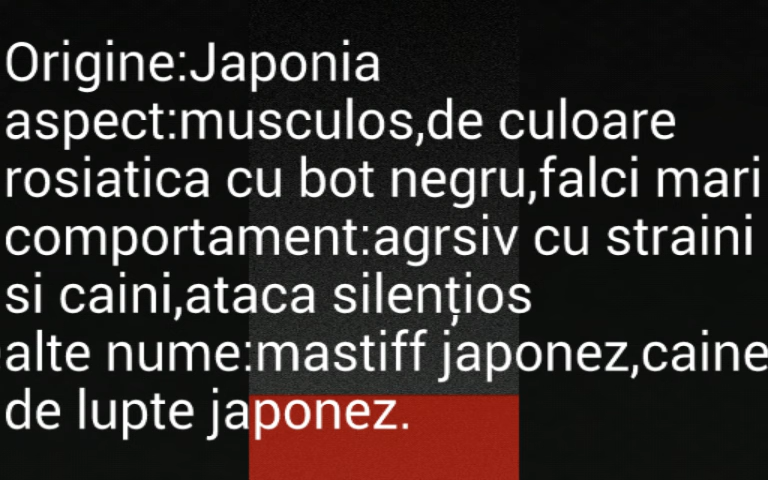 Origine:Japonia
aspect:musculos,de culoare
rosiatica cu bot negru,falci mari
comportament:agrsiv cu straini
si caini,ataca silențios
alte nume:mastiff japonez,caine
de lupte japonez.